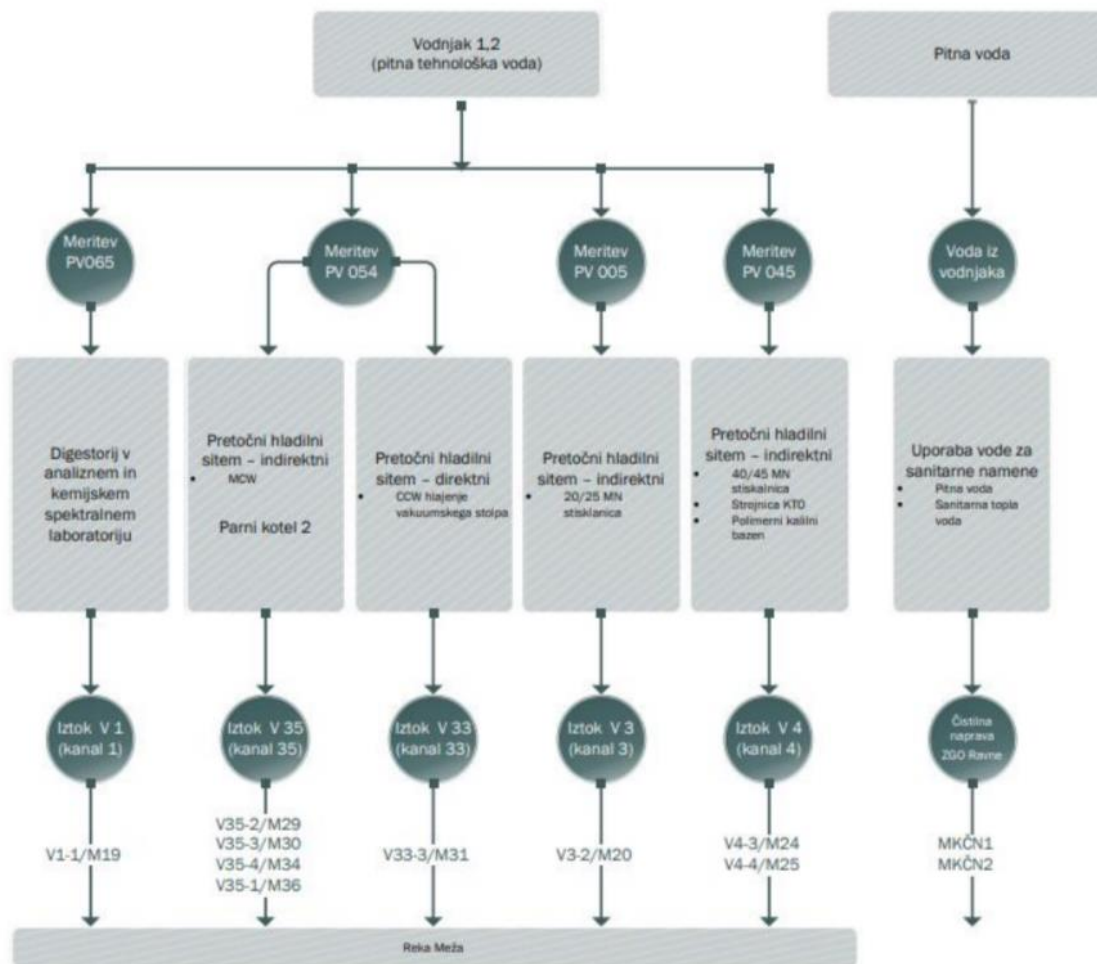 Vodnjak 1,2
(pitna tehnološka voda)
Pitna voda
Meritev
PV065
Meritev
PV 054
Meritev
PV 005
Meritev
PV 045
Voda iz
vodnjaka
Digestorij v
analiznem in
kemijskem
spektralnem
laboratoriju
Pretočni hladilni
sitem – indirektni
• MCW
Parni kotel 2
Pretočni hladilni
sitem – direktni
• CCW hlajenje
vakuumskega stolpa
Pretočni hladilni
sitem – indirektni
• 20/25 MN
stisklanica
Pretočni hladilni
sitem – indirektni
• 40/45 MN
stiskalnica
• Strojnica KTO
• Polimerni kalilni
bazen
Uporaba vode za
sanitarne namene
• Pitna voda
• Sanitarna topla
voda
Iztok V 1
(kanal 1)
Iztok V 35
(kanal 35)
Iztok V 33
(kanal 33)
Iztok V 3
(kanal 3)
Iztok V 4
(kanal 4)
Čistilna
naprava
ZGO Ravne
V1-1/M19
V35-2/M29
V35-3/M30
V35-4/M34
V35-1/M36
V33-3/M31
V3-2/M20
V4-3/M24
V4-4/M25
MKČN1
MKČN2
Reka Meža